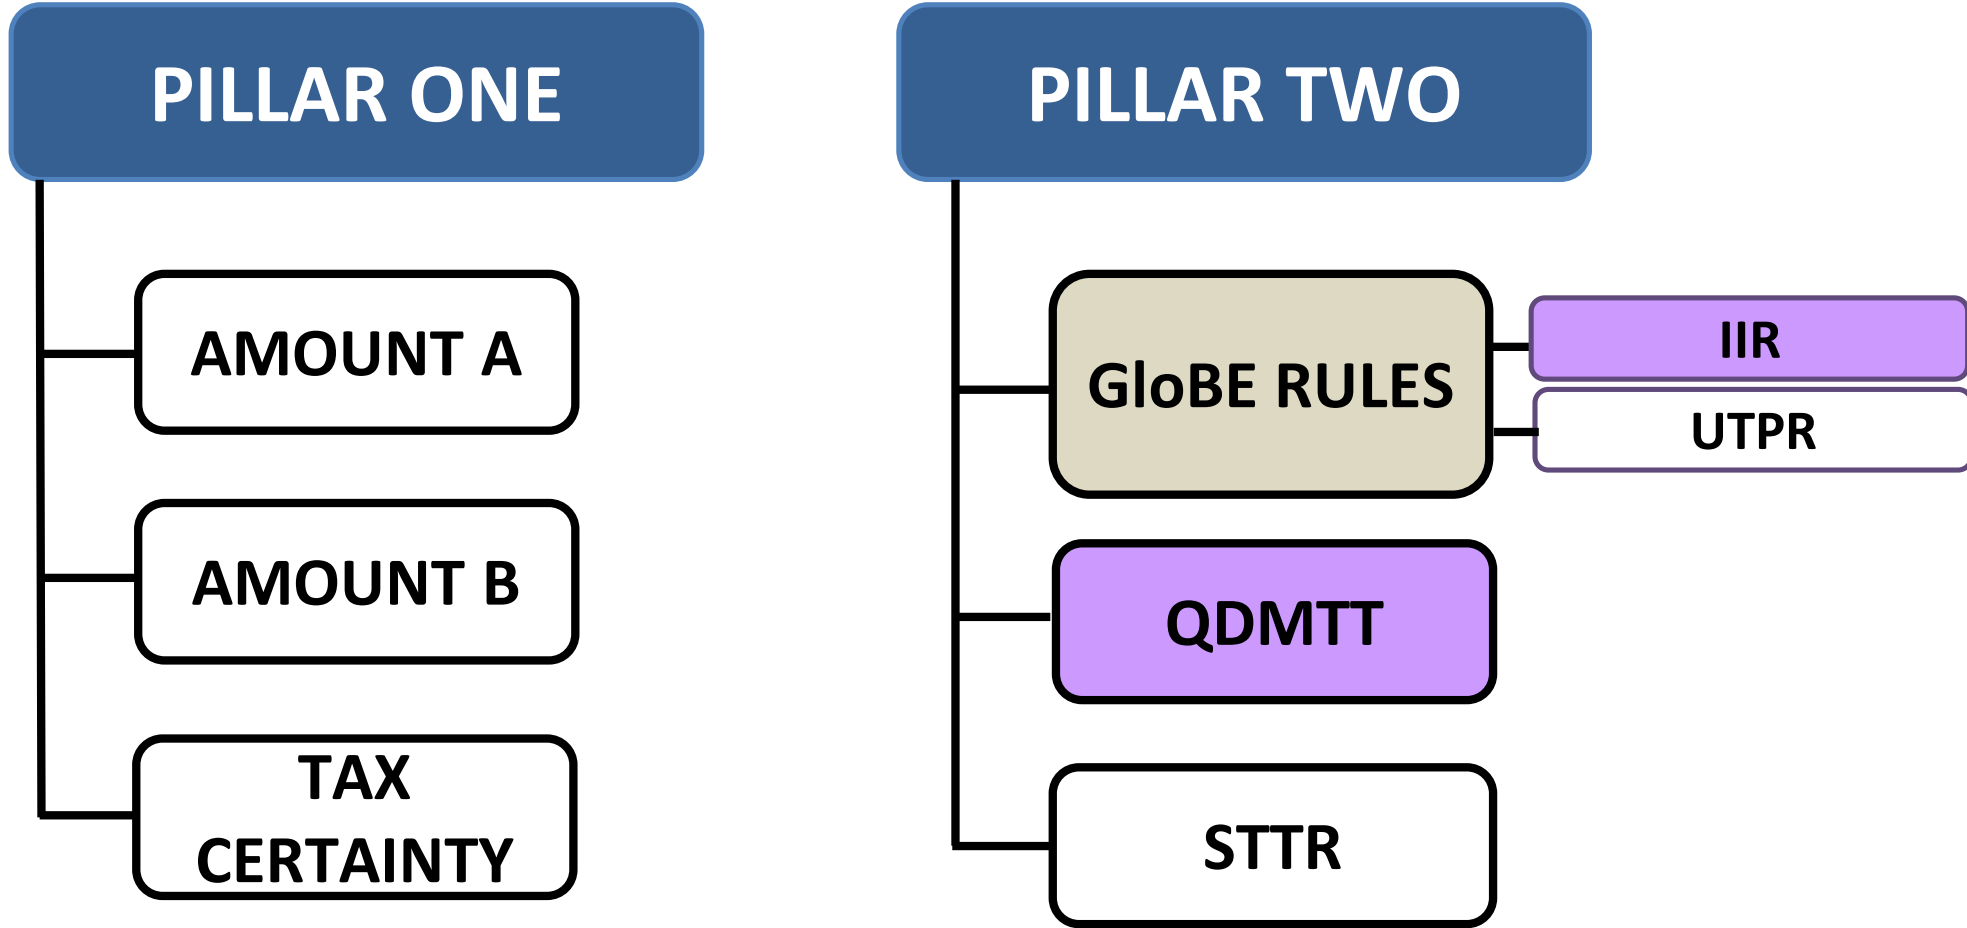 PILLAR ONE
AMOUNT A
AMOUNT B
TAX
CERTAINTY
PILLAR TWO
GloBE RULES
IIR
UTPR
QDMTT
STTR